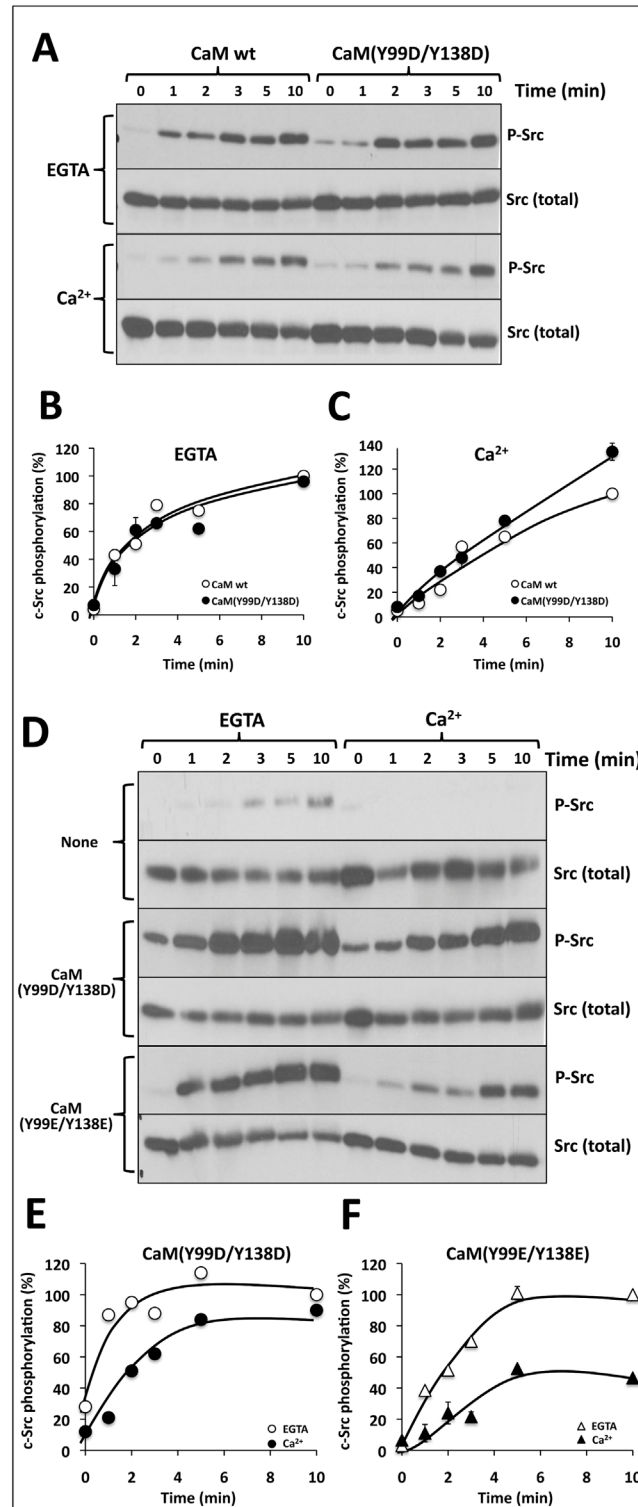 A
CaM wt CaM(Y99D/Y138D)
0 1 2 3 5 10 0 1 2 3 5 10 Time (min)
EGTA
P-Src
Src (total)
Ca²⁺
P-Src
Src (total)
B
EGTA
c-Src phosphorylation (%)
120
100
80
60
40
20
0
CaM wt
CaM(Y99D/Y138D)
0 2 4 6 8 10
Time (min)
C
Ca²⁺
c-Src phosphorylation (%)
140
120
100
80
60
40
20
0
CaM wt
CaM(Y99D/Y138D)
0 2 4 6 8 10
Time (min)
D
EGTA Ca²⁺
0 1 2 3 5 10 0 1 2 3 5 10 Time (min)
None
P-Src
Src (total)
CaM
(Y99D/Y138D)
P-Src
Src (total)
CaM
(Y99E/Y138E)
P-Src
Src (total)
E
CaM(Y99D/Y138D)
c-Src phosphorylation (%)
120
100
80
60
40
20
0
EGTA
Ca²⁺
0 2 4 6 8 10
Time (min)
F
CaM(Y99E/Y138E)
c-Src phosphorylation (%)
120
100
80
60
40
20
0
EGTA
Ca²⁺
0 2 4 6 8 10
Time (min)